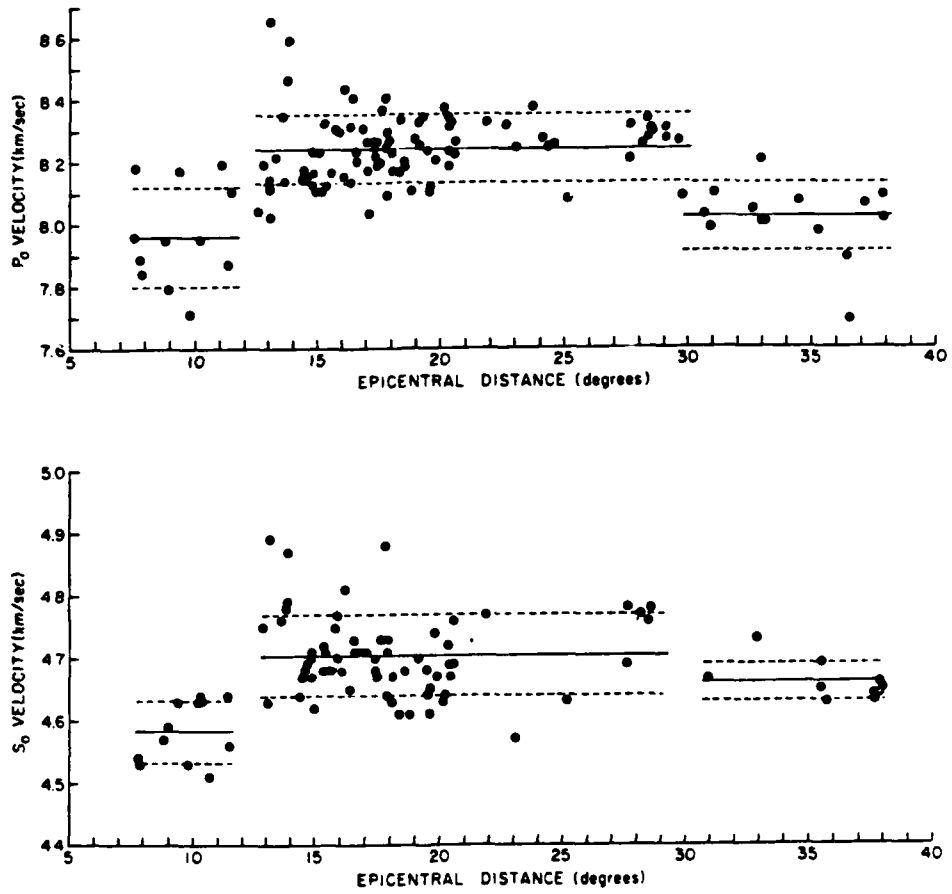 8.6
8.4
8.2
8.0
7.8
7.6
P₀ VELOCITY (km/sec)
5 10 15 20 25 30 35 40
EPICENTRAL DISTANCE (degrees)
5.0
4.9
4.8
4.7
4.6
4.5
4.4
S₀ VELOCITY (km/sec)
5 10 15 20 25 30 35 40
EPICENTRAL DISTANCE (degrees)